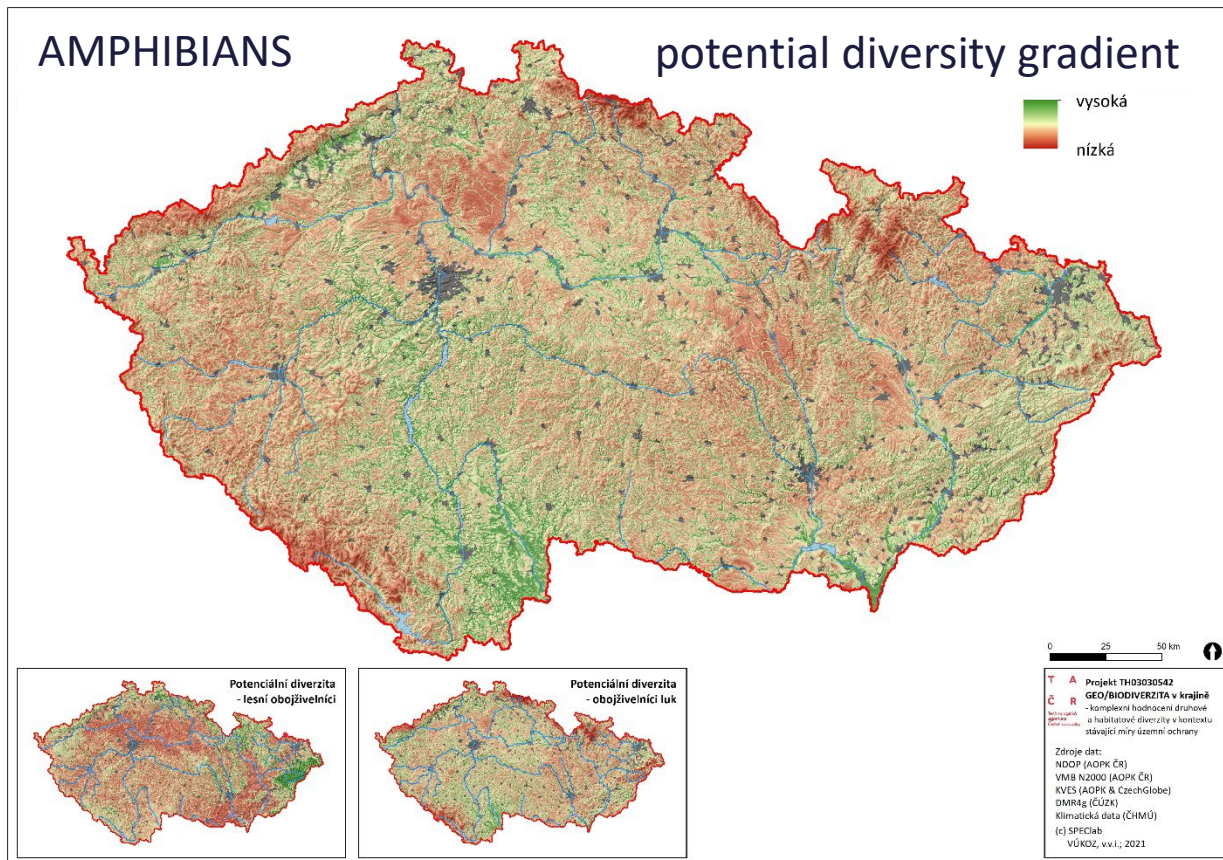 AMPHIBIANS
potential diversity gradient
vysoká
nízká
0 25 50 km
Potenciální diverzita
- lesní obojživelníci
Potenciální diverzita
- obojživelníci luk
T A
Č R
Projekt TH03030542
GEO/BIODIVERZITA v krajině
- komplexní hodnocení druhové
a habitatové diverzity v kontextu
stávající míry územní ochrany
Zdroje dat:
NDOP (AOPK ČR)
VMB N2000 (AOPK ČR)
KVES (AOPK & CzechGlobe)
DMR4g (ČÚZK)
Klimatická data (ČHMÚ)
(c) SPEClab
VÚKOZ, v.v.i.; 2021